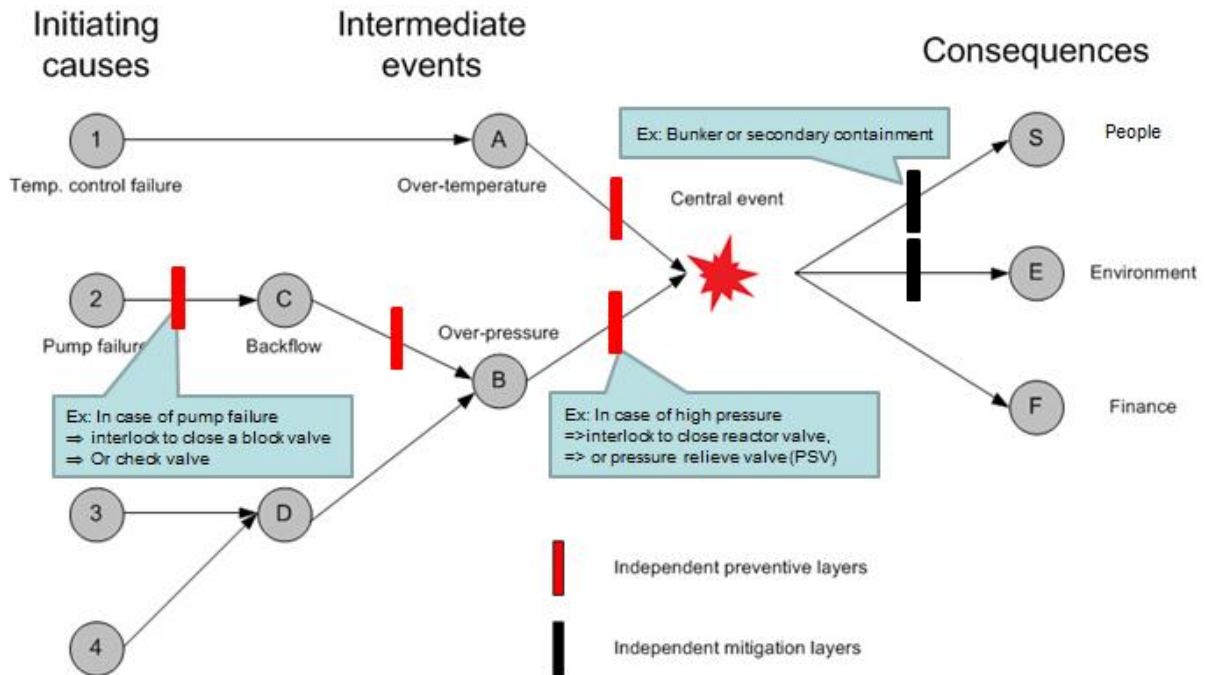 Initiating
causes
Intermediate
events
Consequences
1
Temp. control failure
A
Over-temperature
Ex: Bunker or secondary containment
S
People
Central event
2
Pump failure
C
Backflow
Over-pressure
B
E
Environment
Ex: In case of pump failure
⇒ interlock to close a block valve
⇒ Or check valve
Ex: In case of high pressure
=>interlock to close reactor valve,
=> or pressure relieve valve(PSV)
F
Finance
3
D
4
Independent preventive layers
Independent mitigation layers